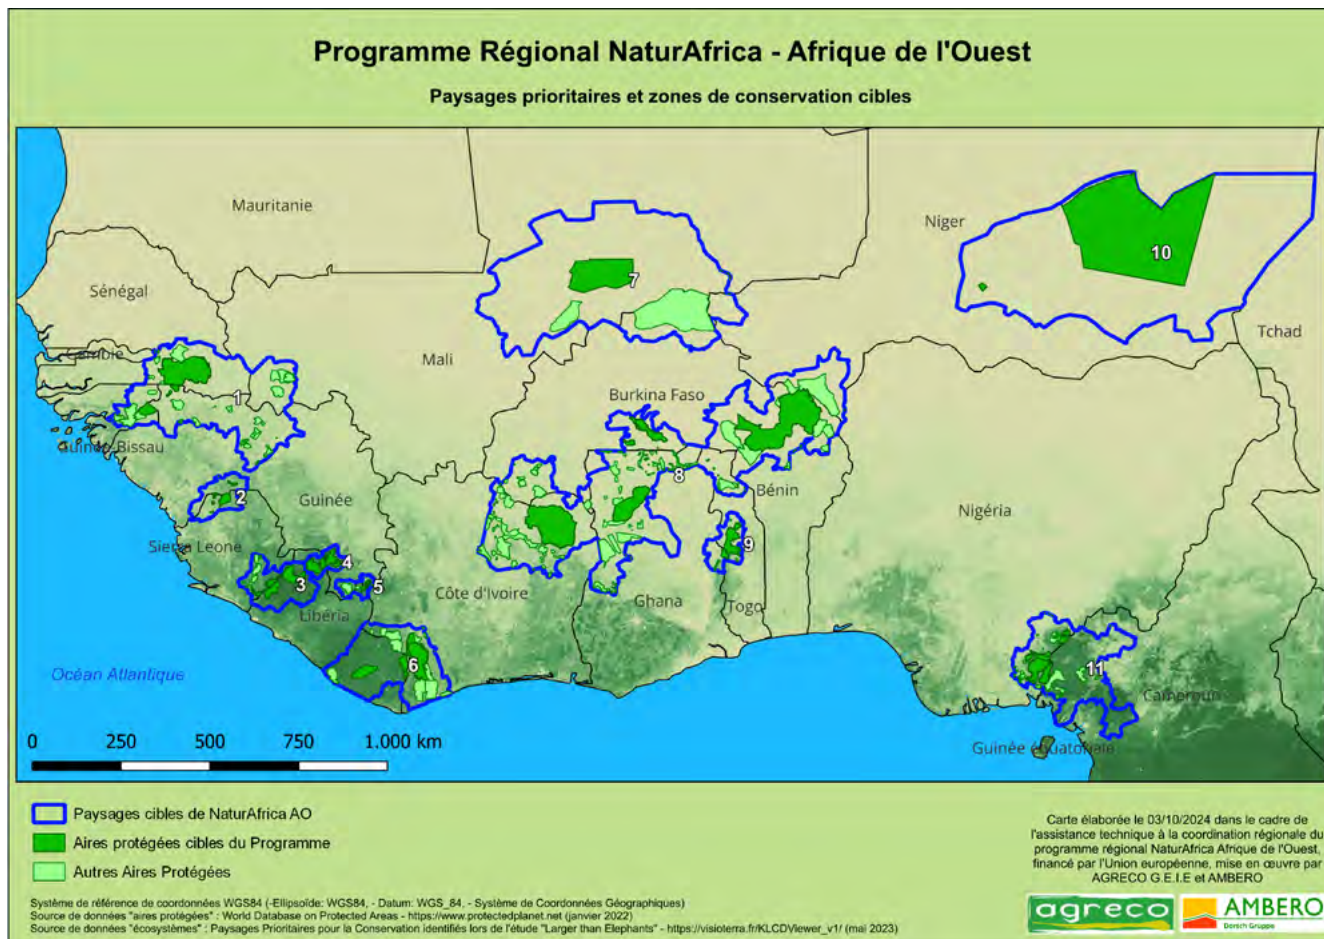 Programme Régional NaturAfrica - Afrique de l'Ouest
Paysages prioritaires et zones de conservation cibles
Mauritanie
Niger
10
Sénégal
7
Tchad
Gambie
Mali
1
Burkina Faso
Guinée-Bissau
8
Bénin
2
Guinée
Nigéria
Sierra Leone
9
4
3
5
Côte d'Ivoire
Ghana
Togo
Libéria
6
11
Océan Atlantique
Cameroun
Guinée équatoriale
0 250 500 750 1.000 km
Paysages cibles de NaturAfrica AO
Aires protégées cibles du Programme
Autres Aires Protégées
Carte élaborée le 03/10/2024 dans le cadre de
l'assistance technique à la coordination régionale du
programme régional NaturAfrica Afrique de l'Ouest,
financé par l'Union européenne, mise en œuvre par
AGRECO G.E.I.E et AMBERO
Système de référence de coordonnées WGS84 (-Ellipsoïde: WGS84, - Datum: WGS_84, - Système de Coordonnées Géographiques)
Source de données "aires protégées" : World Database on Protected Areas - https://www.protectedplanet.net (janvier 2022)
Source de données "écosystèmes" : Paysages Prioritaires pour la Conservation identifiés lors de l'étude "Larger than Elephants" - https://visioterra.fr/KLCDViewer_v1/ (mai 2023)
agreco
AMBERO
Dorsch Gruppe